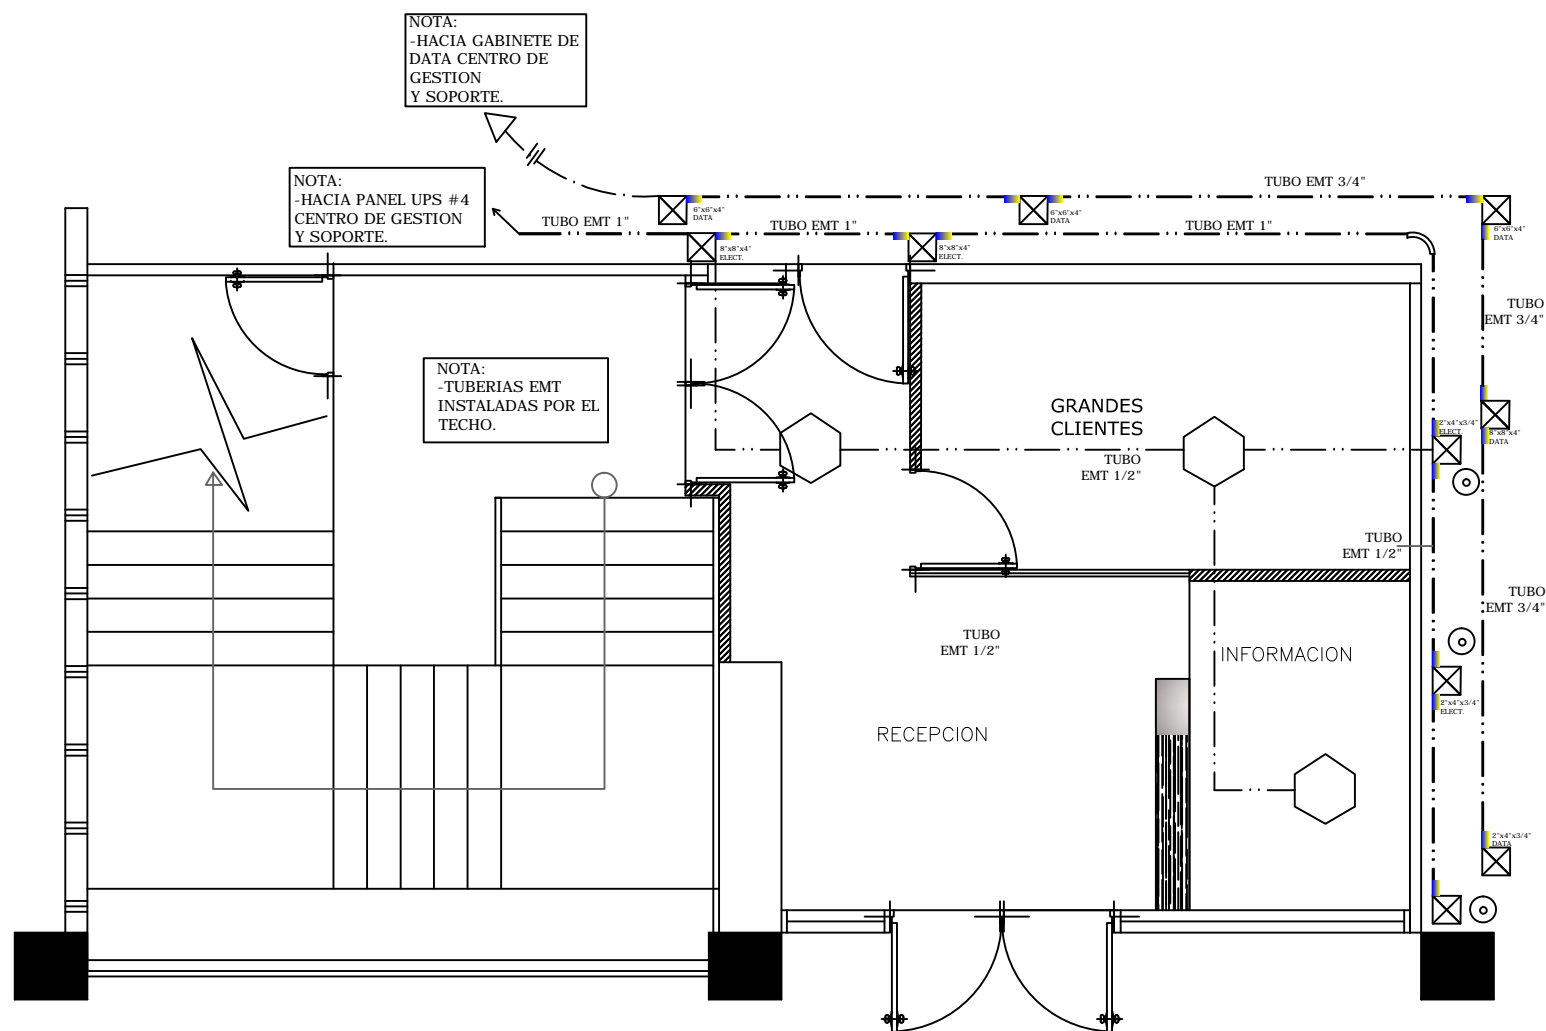 NOTA:
-HACIA GABINETE DE
DATA CENTRO DE
GESTION
Y SOPORTE.
NOTA:
-HACIA PANEL UPS #4
CENTRO DE GESTION
Y SOPORTE.
TUBO EMT 3/4"
6"x6"x4"
DATA
6"x6"x4"
DATA
6"x6"x4"
DATA
TUBO EMT 1"
TUBO EMT 1"
TUBO EMT 1"
8"x8"x4"
ELECT.
8"x8"x4"
ELECT.
TUBO
EMT 3/4"
NOTA:
-TUBERIAS EMT
INSTALADAS POR EL
TECHO.
GRANDES
CLIENTES
TUBO
EMT 1/2"
2"x4"x3/4"
ELECT.
8"x8"x4"
DATA
TUBO
EMT 1/2"
TUBO
EMT 3/4"
TUBO
EMT 1/2"
INFORMACION
2"x4"x3/4"
ELECT.
RECEPCION
2"x4"x3/4"
DATA